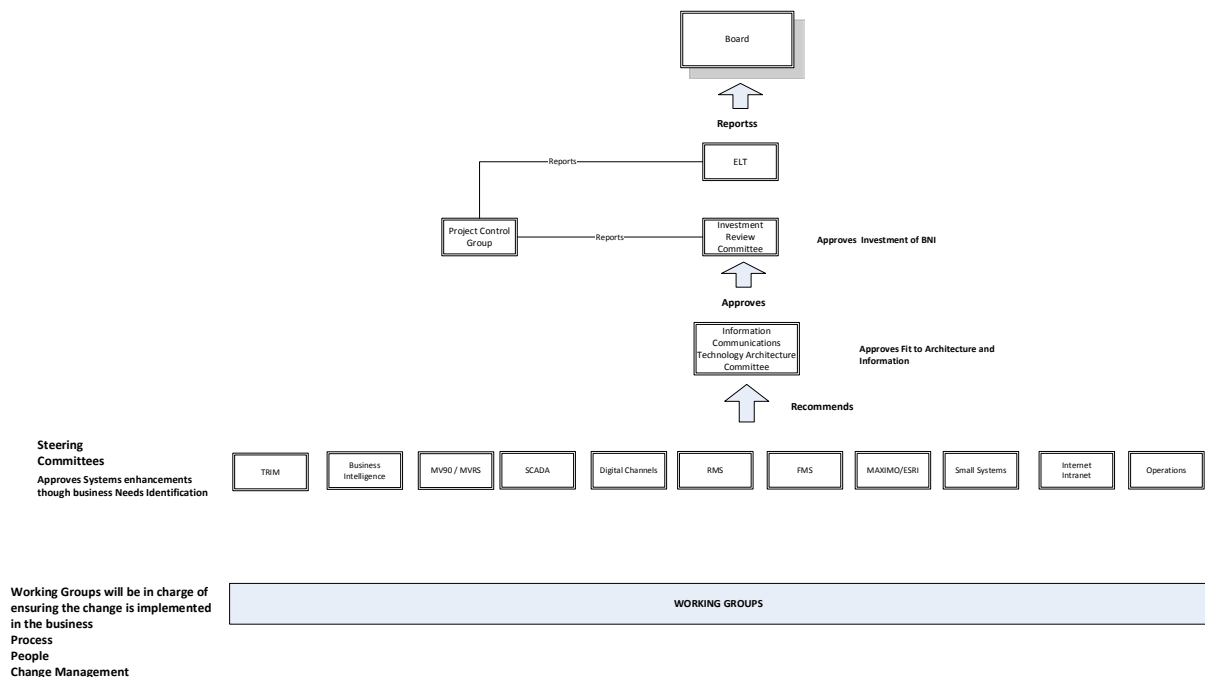 Board
Reportss
Reports
ELT
Project Control
Group
Reports
Investment
Review
Committee
Approves  Investment of BNI
Approves
Information
Communications
Technology Architecture
Committee
Approves Fit to Architecture and
Information
Recommends
Steering
Committees
Approves Systems enhancements
though business Needs Identification
TRIM
Business
Intelligence
MV90 / MVRS
SCADA
Digital Channels
RMS
FMS
MAXIMO/ESRI
Small Systems
Internet
Intranet
Operations
Working Groups will be in charge of
ensuring the change is implemented
in the business
Process
People
Change Management
WORKING GROUPS